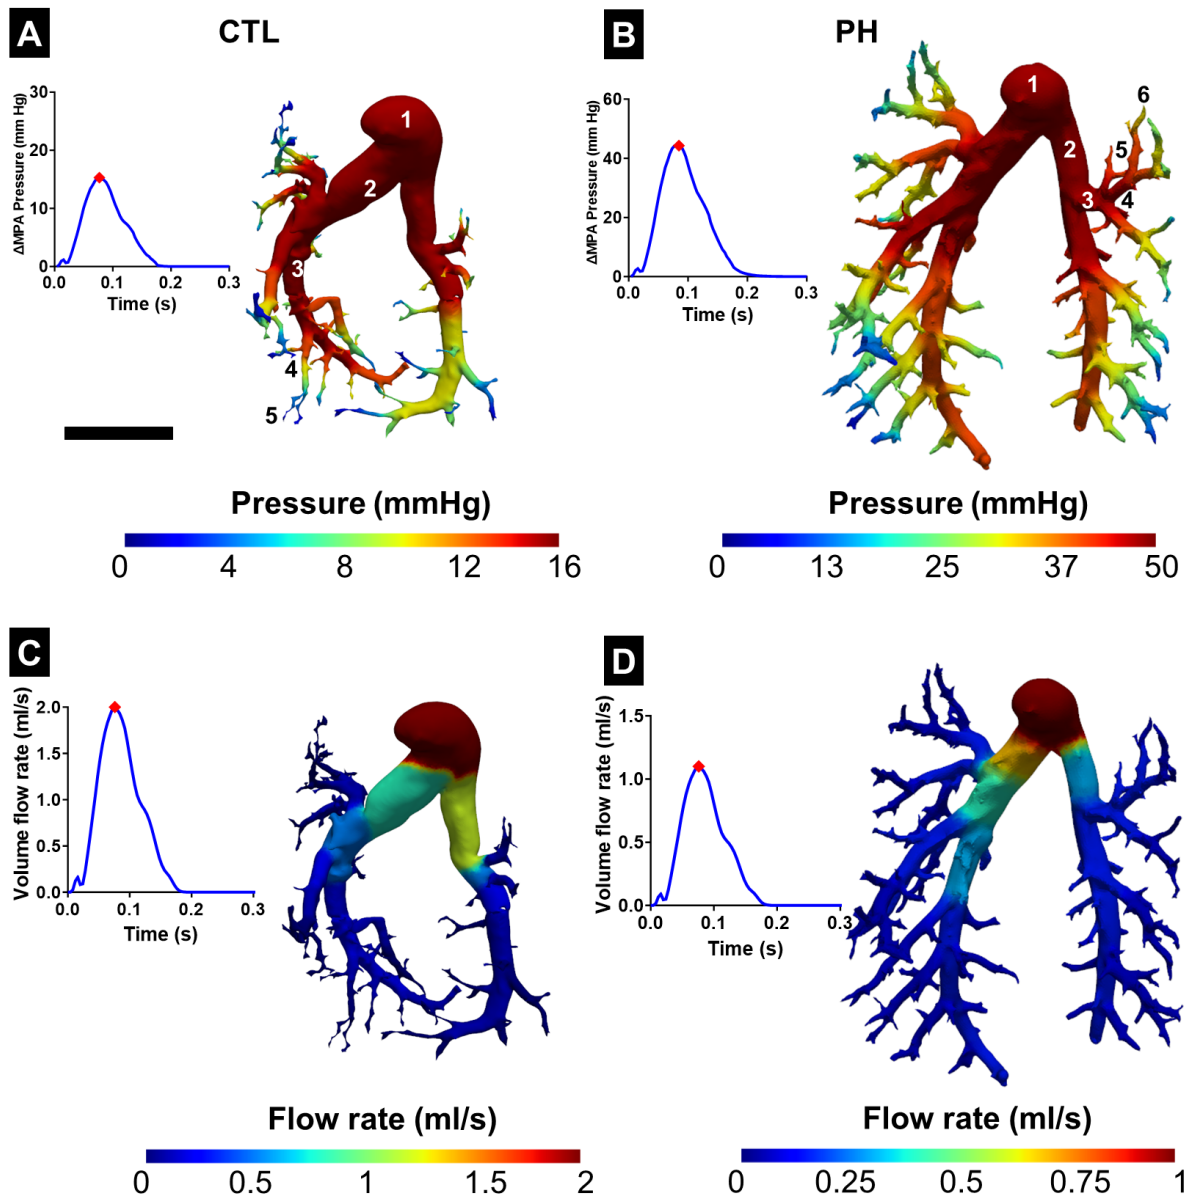 A
CTL
ΔMPA Pressure (mm Hg)
30
20
10
0
0.0 0.1 0.2 0.3
Time (s)
1
2
3
4
5
Pressure (mmHg)
0 4 8 12 16
B
PH
ΔMPA Pressure (mm Hg)
60
40
20
0
0.0 0.1 0.2 0.3
Time (s)
1
2
3
4
5
6
Pressure (mmHg)
0 13 25 37 50
C
Volume flow rate (ml/s)
2.0
1.5
1.0
0.5
0.0
0.0 0.1 0.2 0.3
Time (s)
Flow rate (ml/s)
0 0.5 1 1.5 2
D
Volume flow rate (ml/s)
1.5
1.0
0.5
0.0
0.0 0.1 0.2 0.3
Time (s)
Flow rate (ml/s)
0 0.25 0.5 0.75 1